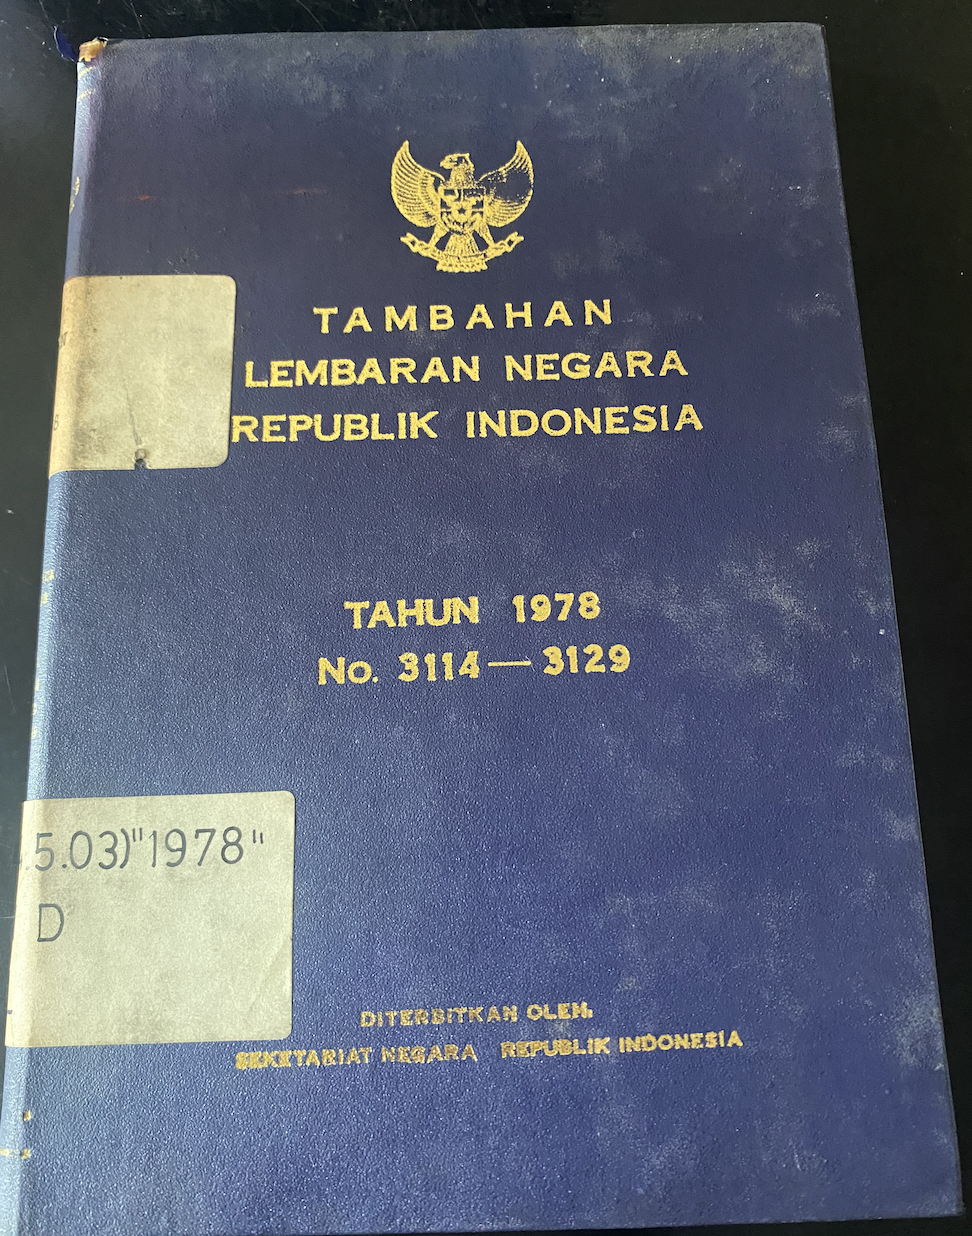 TAMBAHAN
LEMBARAN NEGARA
REPUBLIK INDONESIA
TAHUN 1978
No. 3114 — 3129
.5.03)"1978"
D
DITERBITKAN OLEH.
SEKRETARIAT NEGARA REPUBLIK INDONESIA